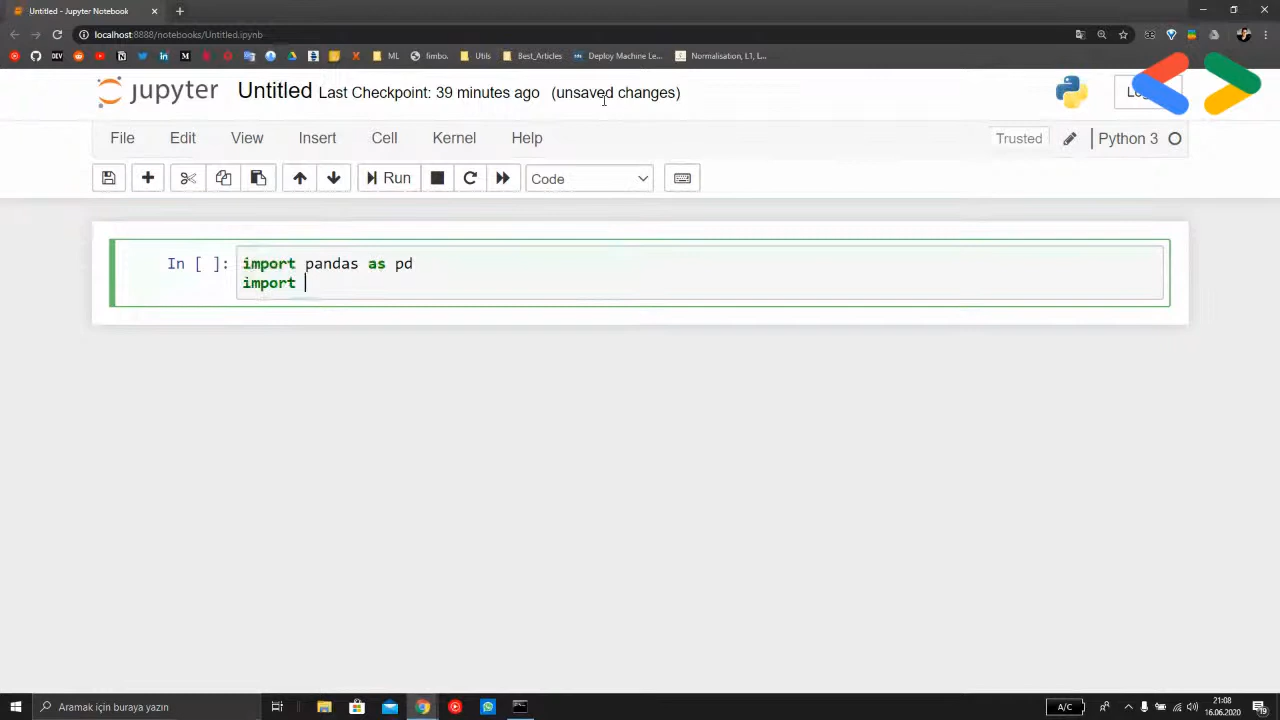 Untitled - Jupyter Notebook
localhost:8888/notebooks/Untitled.ipynb
DEV
ML
fimbo.
Utils
Best_Articles
Deploy Machine Le...
Normalisation, L1, L...
jupyter
Untitled Last Checkpoint: 39 minutes ago (unsaved changes)
File Edit View Insert Cell Kernel Help
Trusted
Python 3
Run
Code
In [ ]:
import pandas as pd
import
Aramak için buraya yazın
A/C
21:08
16.06.2020